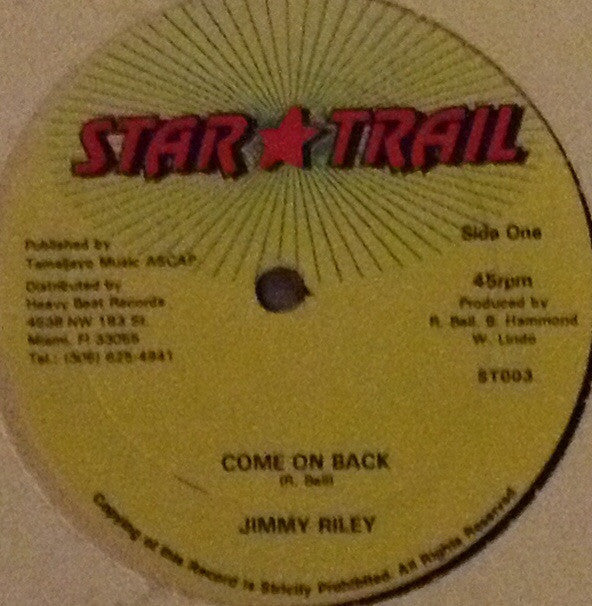 STAR★TRAIL
Published by
Tamaljaye Music ASCAP
Distributed by
Heavy Beat Records
4538 NW 183 St.
Miami, Fl 33055
Tel.: (305) 625-4841
Side One
45rpm
Produced by
R. Bell, B. Hammond
W. Lindo
ST003
COME ON BACK
(R. Bell)
JIMMY RILEY
Copying of this Record is Strictly Prohibited. All Rights Reserved